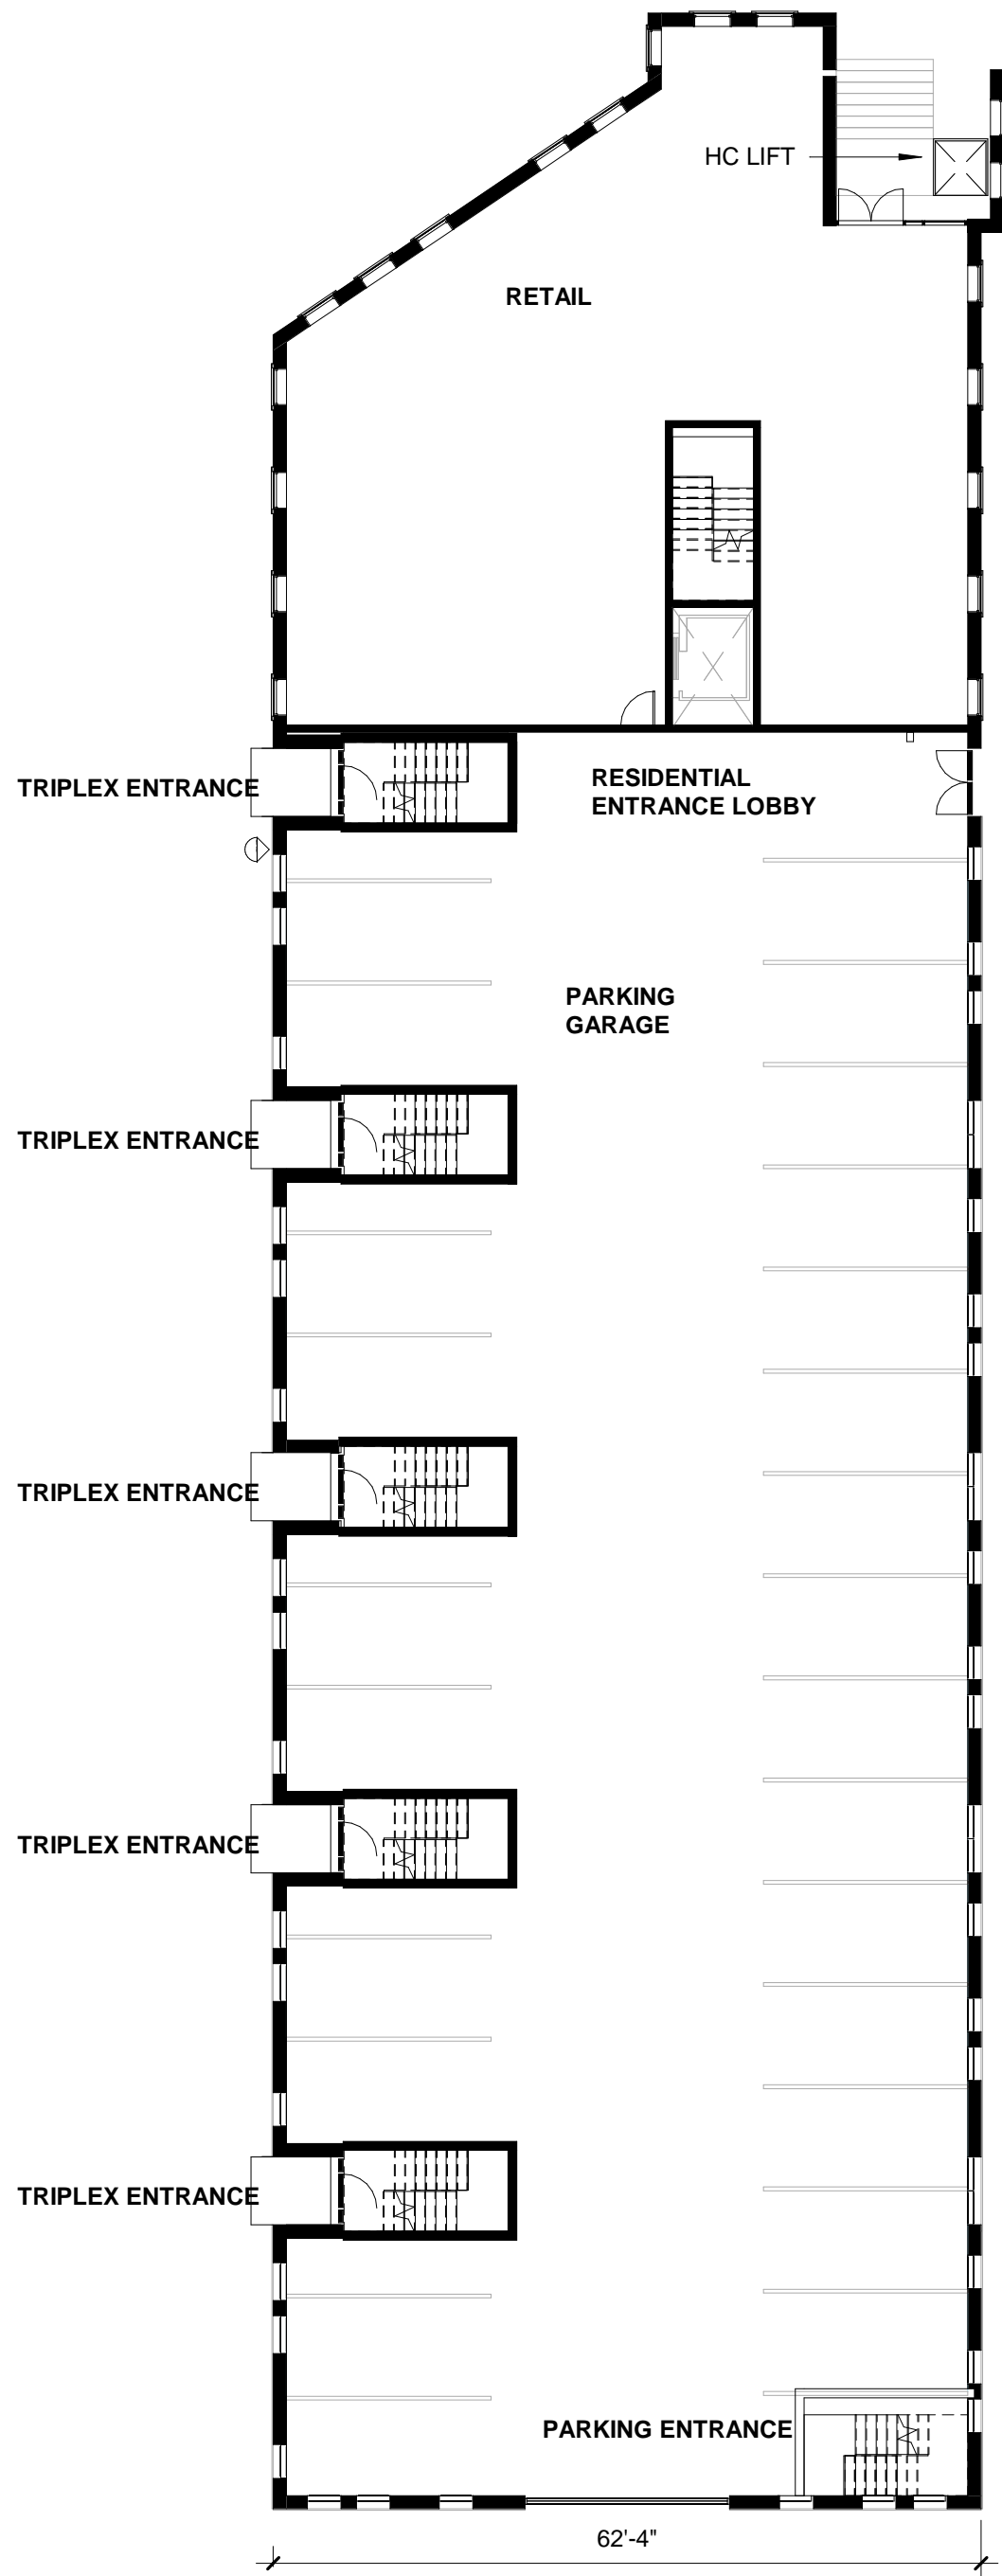 HC LIFT
RETAIL
TRIPLEX ENTRANCE
RESIDENTIAL
ENTRANCE LOBBY
PARKING
GARAGE
TRIPLEX ENTRANCE
TRIPLEX ENTRANCE
TRIPLEX ENTRANCE
TRIPLEX ENTRANCE
PARKING ENTRANCE
62'-4"